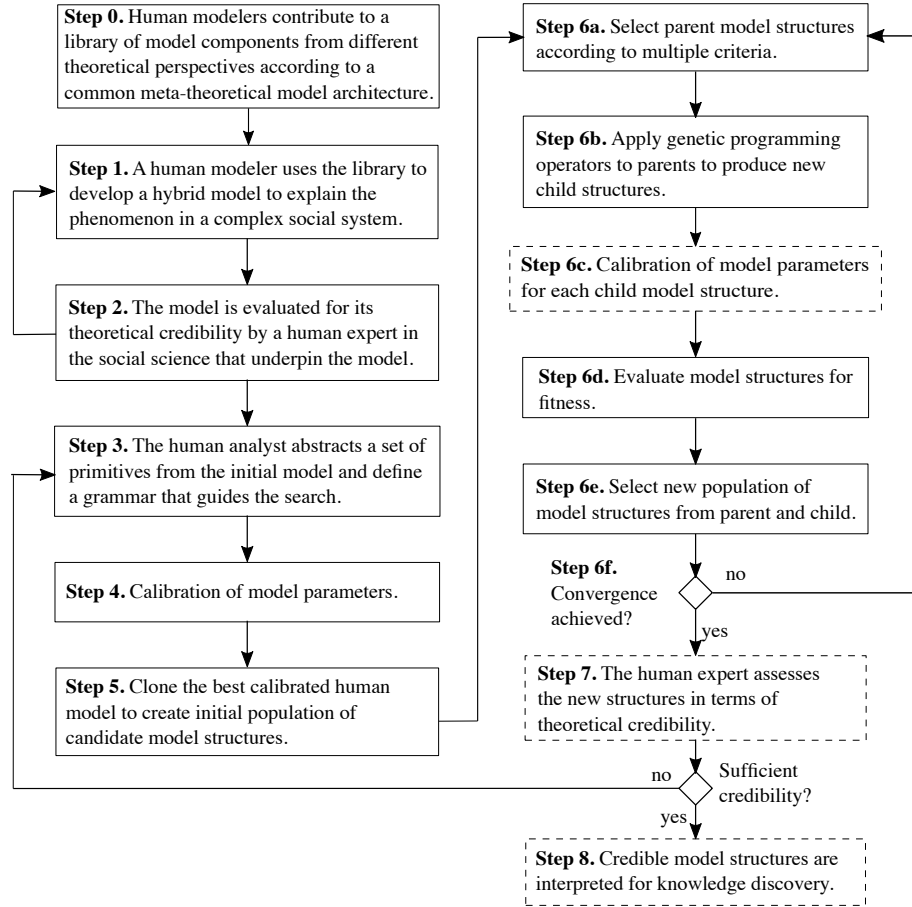 Step 0. Human modelers contribute to a
library of model components from different
theoretical perspectives according to a
common meta-theoretical model architecture.
Step 1. A human modeler uses the library to
develop a hybrid model to explain the
phenomenon in a complex social system.
Step 2. The model is evaluated for its
theoretical credibility by a human expert in
the social science that underpin the model.
Step 3. The human analyst abstracts a set of
primitives from the initial model and define
a grammar that guides the search.
Step 4. Calibration of model parameters.
Step 5. Clone the best calibrated human
model to create initial population of
candidate model structures.
Step 6a. Select parent model structures
according to multiple criteria.
Step 6b. Apply genetic programming
operators to parents to produce new
child structures.
Step 6c. Calibration of model parameters
for each child model structure.
Step 6d. Evaluate model structures for
fitness.
Step 6e. Select new population of
model structures from parent and child.
Step 6f.
Convergence
achieved?
no
yes
Step 7. The human expert assesses
the new structures in terms of
theoretical credibility.
no
Sufficient
credibility?
yes
Step 8. Credible model structures are
interpreted for knowledge discovery.